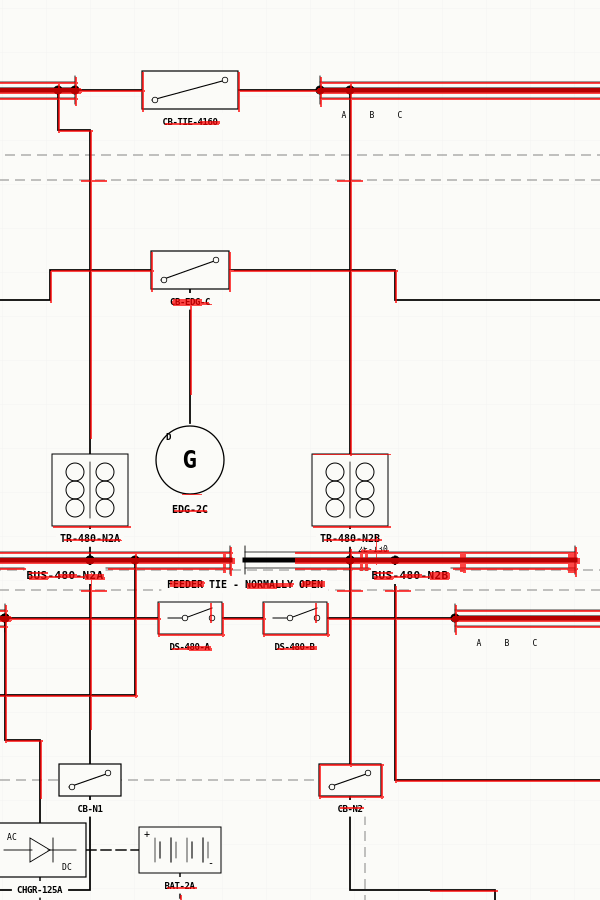 CB-TIE-4160
A B C
CB-EDG-C
D
G
EDG-2C
TR-480-N2A
TR-480-N2B
BUS-480-N2A
BUS-480-N2B
FEEDER TIE - NORMALLY OPEN
DS-480-A
DS-480-B
A B C
CB-N1
CB-N2
AC
DC
+
-
CHGR-125A
BAT-2A